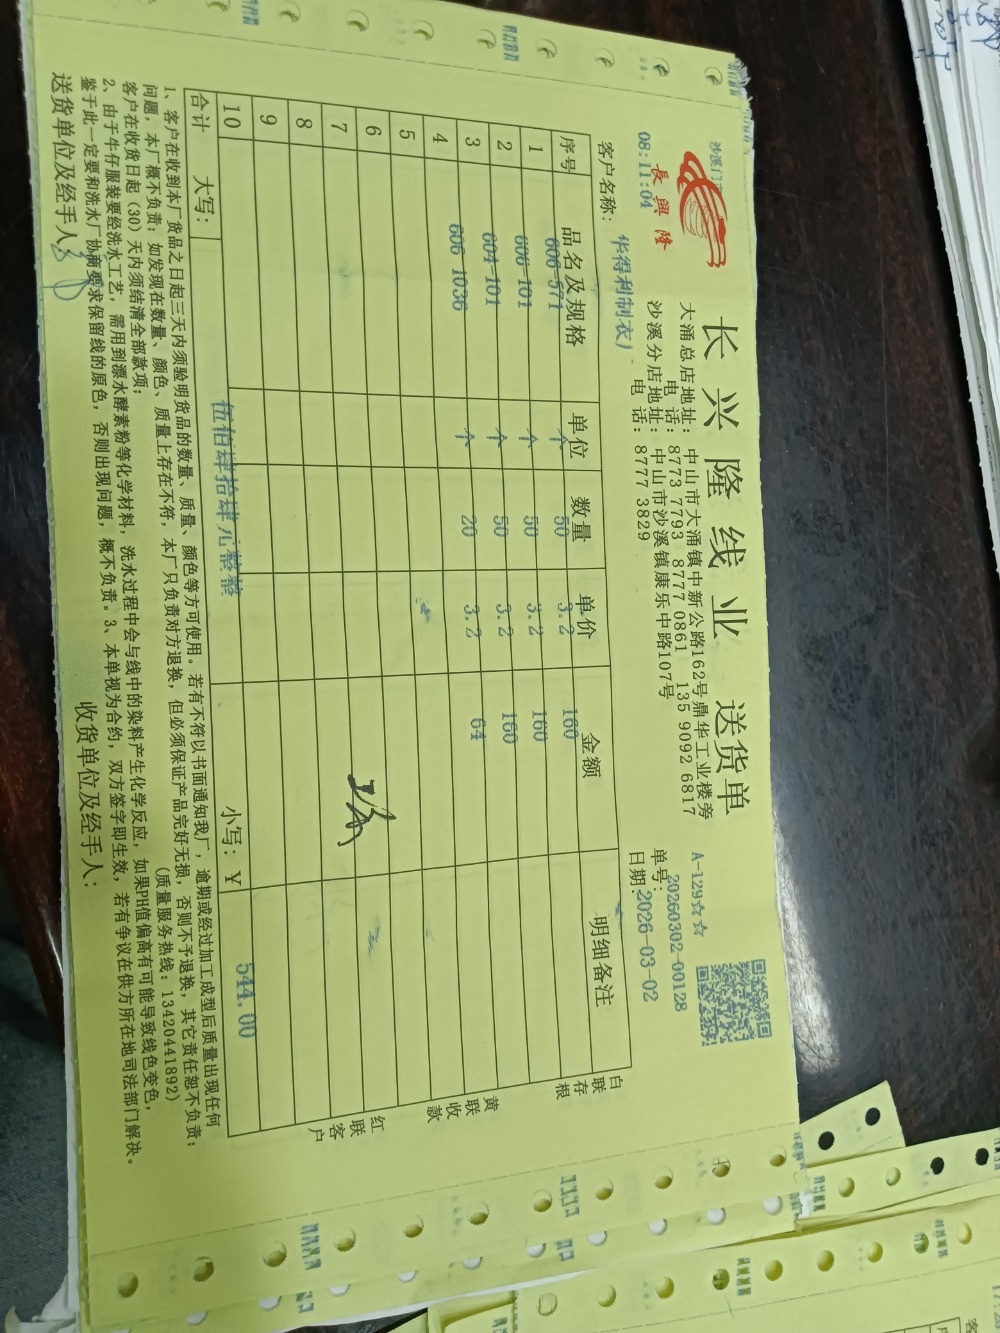 沙溪门
長興隆
08:11:04
长兴隆线业 送货单
大涌总店地址: 中山市大涌镇中新公路162号鼎华工业楼旁
电 话: 8773 7793 8777 0861 135 9092 6817
沙溪分店地址: 中山市沙溪镇康乐中路107号
电 话: 8777 3829
A-129☆☆
单号: 20260302-00128
日期: 2026-03-02
客户名称: 华得利制衣厂
序号 品名及规格 单位 数量 单价 金额 明细备注
1 606-571 个 50 3.2 160
2 606-101 个 50 3.2 160
3 604-101 个 50 3.2 160
4 606 1036 个 20 3.2 64
5
6
7
8
9
10
合计 大写: 伍佰肆拾肆元整整 小写: Y 544.00
白联存根
黄联收款
红联客户
1、客户在收到本厂货品之日起三天内须验明货品的数量、质量、颜色等方可使用。若有不符以书面通知我厂,逾期或经过加工成型后质量出现任何
问题,本厂概不负责;如发现在数量、颜色、质量上存在不符,本厂只负责对方退换,但必须保证产品完好无损,否则不予退换,其它责任恕不负责;
客户在收货日起(30)天内须结清全部款项; (质量服务热线: 13420441892)
2、由于牛仔服装要经洗水工艺,需用到漂水酵素粉等化学材料,洗水过程中会与线中的染料产生化学反应,如果PH值偏高有可能导致线色变色,
鉴于此一定要和洗水厂协商要求保留线的原色,否则出现问题,概不负责。3、本单视为合约,双方签字即生效,若有争议在供方所在地司法部门解决。
送货单位及经手人: 收货单位及经手人: